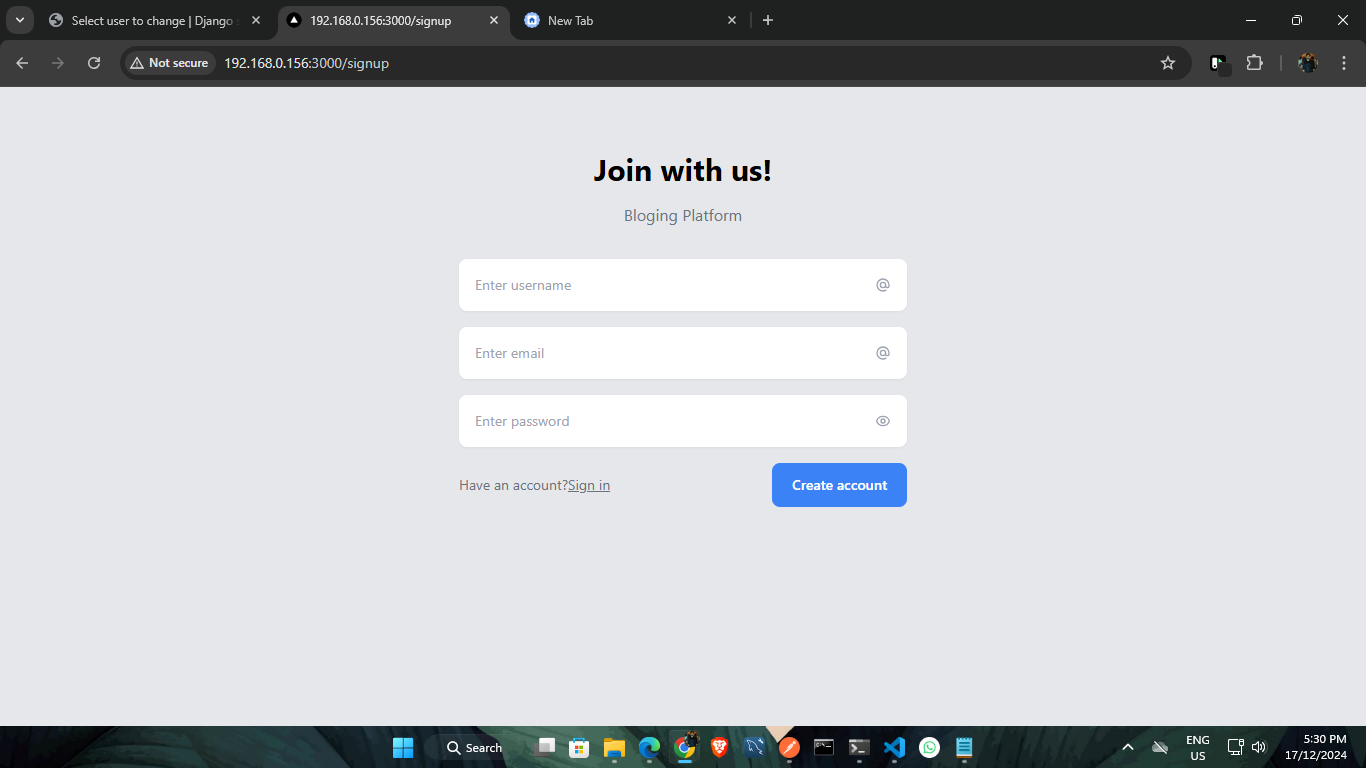 Select user to change | Django s
192.168.0.156:3000/signup
New Tab
Not secure
192.168.0.156:3000/signup
Join with us!
Bloging Platform
Enter username
@
Enter email
@
Enter password
Have an account?Sign in
Create account
Search
ENG
US
5:30 PM
17/12/2024